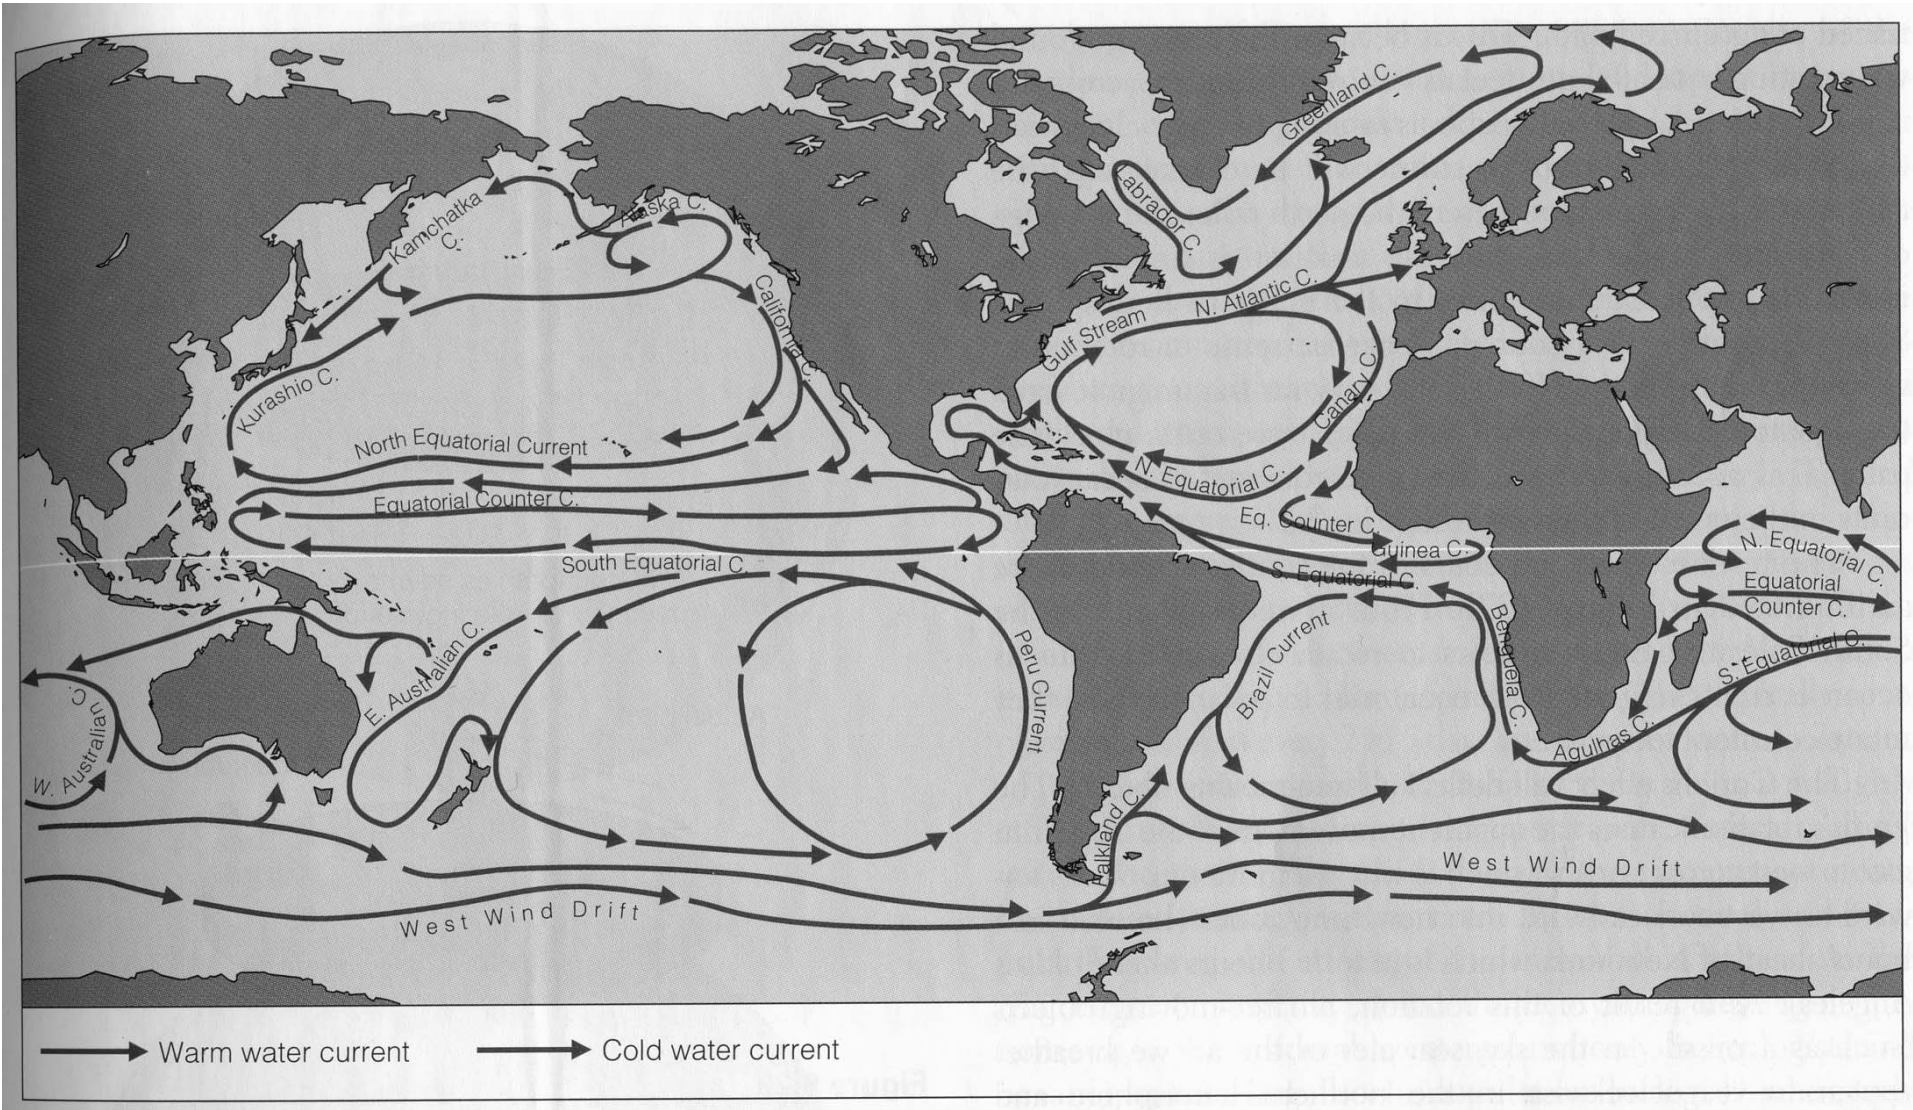 Greenland C.
Labrador C.
Alaska C.
Kamchatka
C.
California C.
N. Atlantic C.
Gulf Stream
Kurashio C.
Canary C.
North Equatorial Current
N. Equatorial C.
Equatorial Counter C.
Eq. Counter C.
Guinea C.
South Equatorial C.
S. Equatorial C.
N. Equatorial C.
Equatorial
Counter C.
S. Equatorial C.
E. Australian C.
W. Australian C.
Peru Current
Brazil Current
Benguela C.
Agulhas C.
Falkland C.
West Wind Drift
West Wind Drift
Warm water current
Cold water current